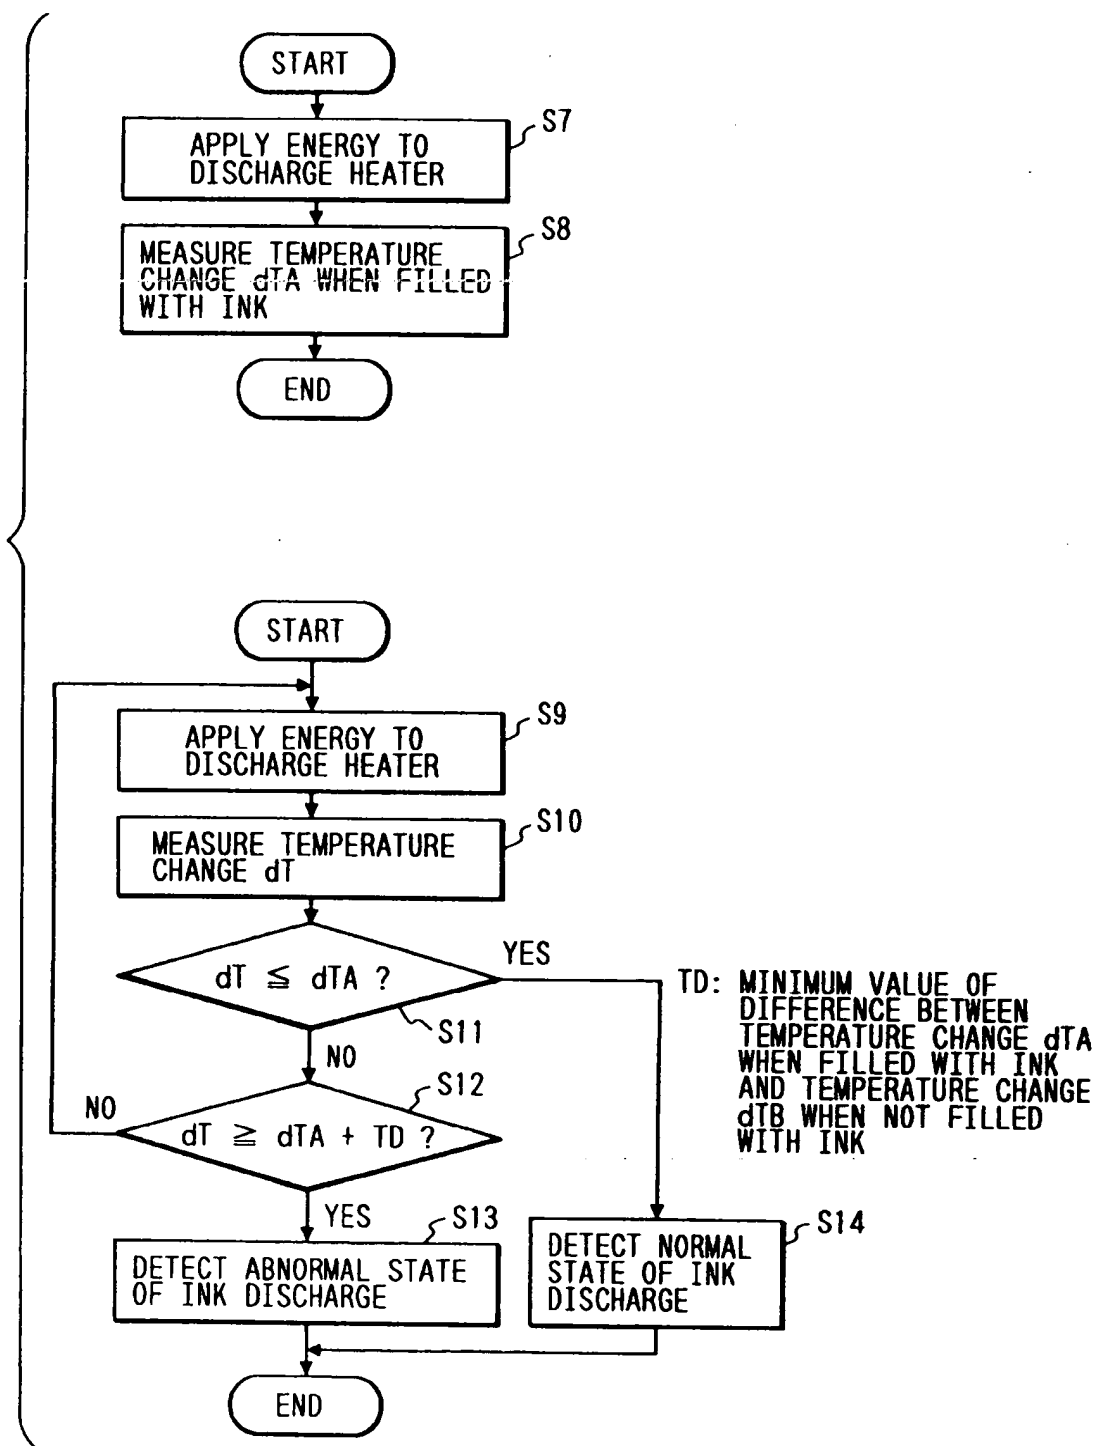 START
S7
APPLY ENERGY TO
DISCHARGE HEATER
S8
MEASURE TEMPERATURE
CHANGE dTA WHEN FILLED
WITH INK
END
START
S9
APPLY ENERGY TO
DISCHARGE HEATER
S10
MEASURE TEMPERATURE
CHANGE dT
dT ≦ dTA ?
YES
S11
NO
S12
dT ≧ dTA + TD ?
NO
YES
TD: MINIMUM VALUE OF
DIFFERENCE BETWEEN
TEMPERATURE CHANGE dTA
WHEN FILLED WITH INK
AND TEMPERATURE CHANGE
dTB WHEN NOT FILLED
WITH INK
S13
DETECT ABNORMAL STATE
OF INK DISCHARGE
S14
DETECT NORMAL
STATE OF INK
DISCHARGE
END